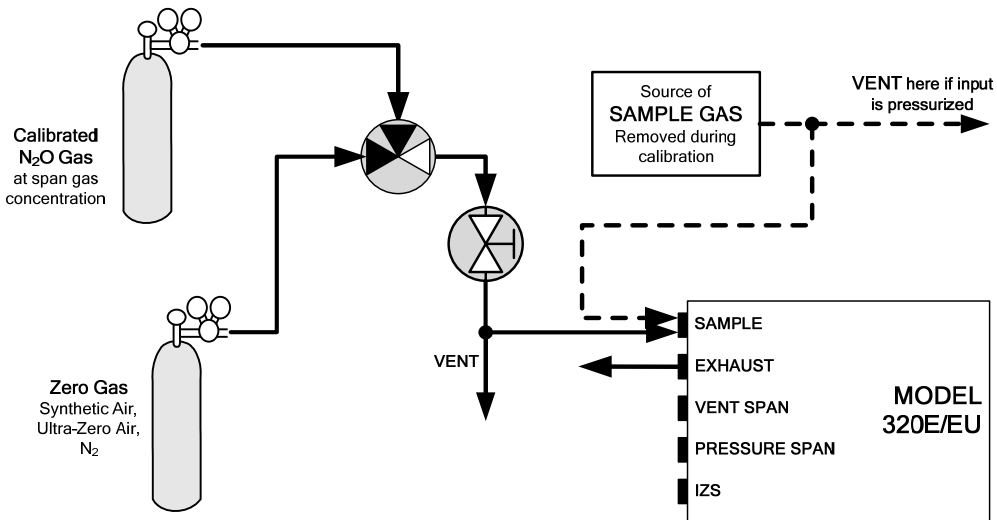 Calibrated
N₂O Gas
at span gas
concentration
Source of
SAMPLE GAS
Removed during
calibration
VENT here if input
is pressurized
Zero Gas
Synthetic Air,
Ultra-Zero Air,
N₂
VENT
SAMPLE
EXHAUST
VENT SPAN
PRESSURE SPAN
IZS
MODEL
320E/EU